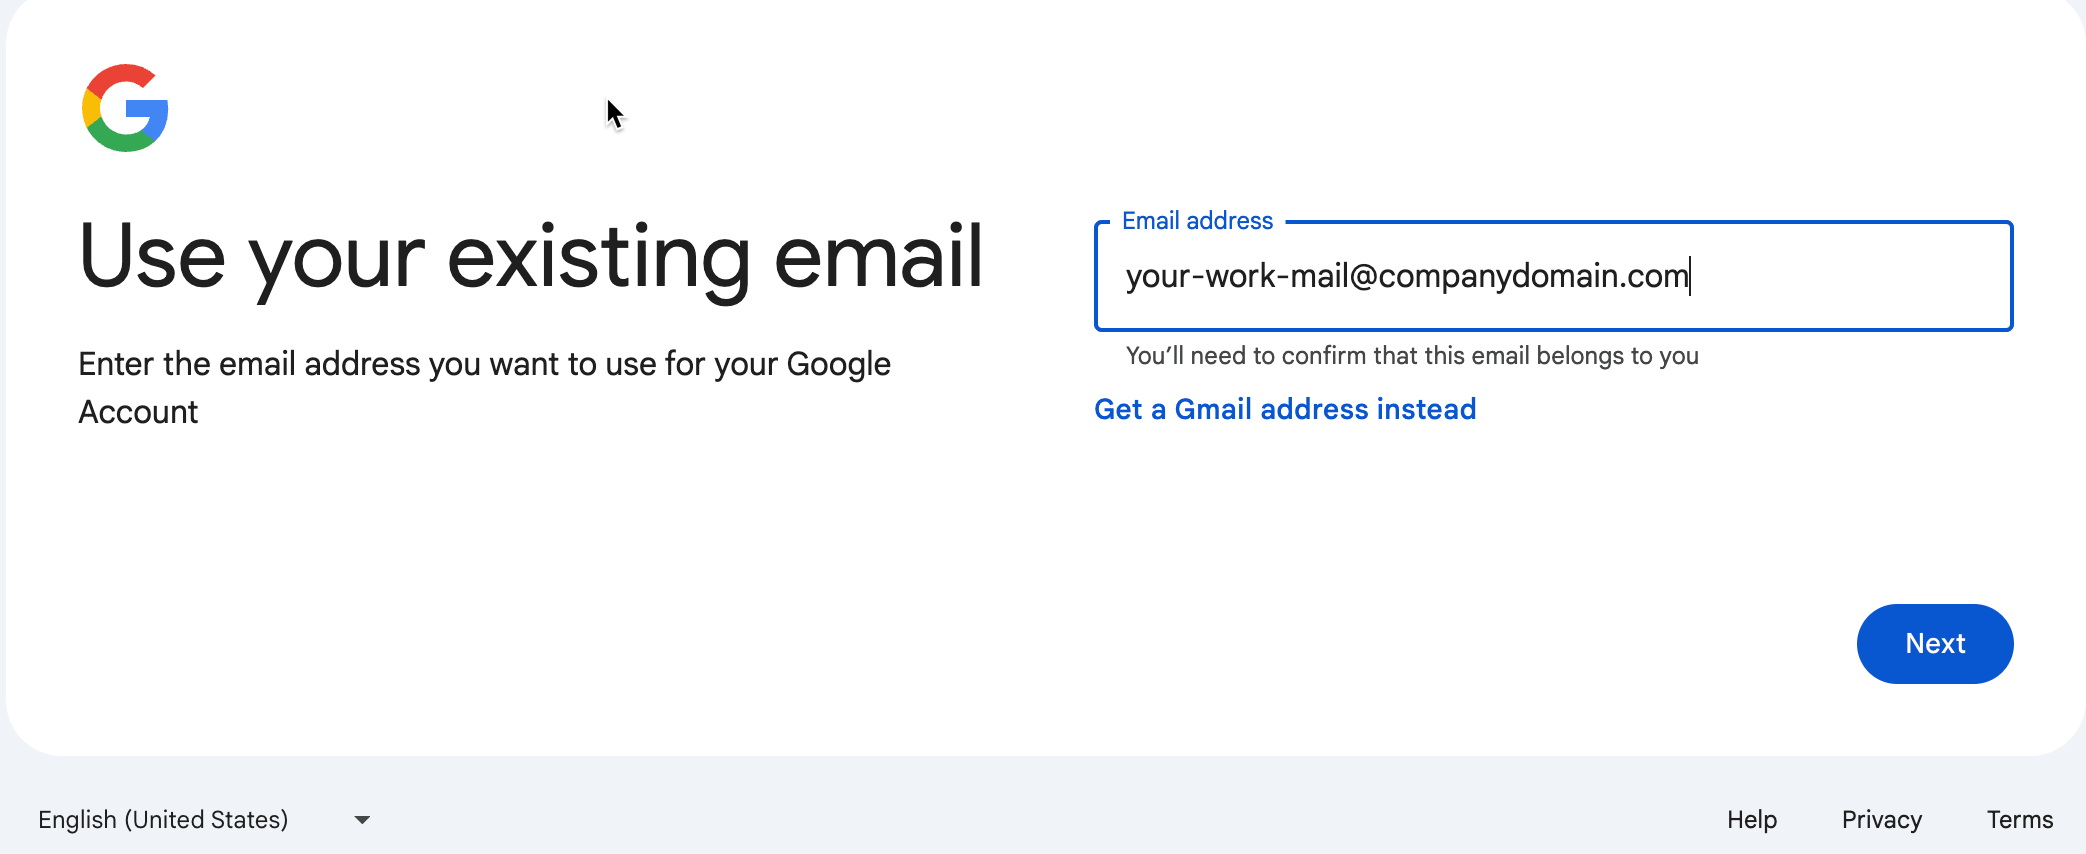 Use your existing email
Enter the email address you want to use for your Google
Account
Email address
your-work-mail@companydomain.com
You’ll need to confirm that this email belongs to you
Get a Gmail address instead
Next
English (United States)
Help
Privacy
Terms